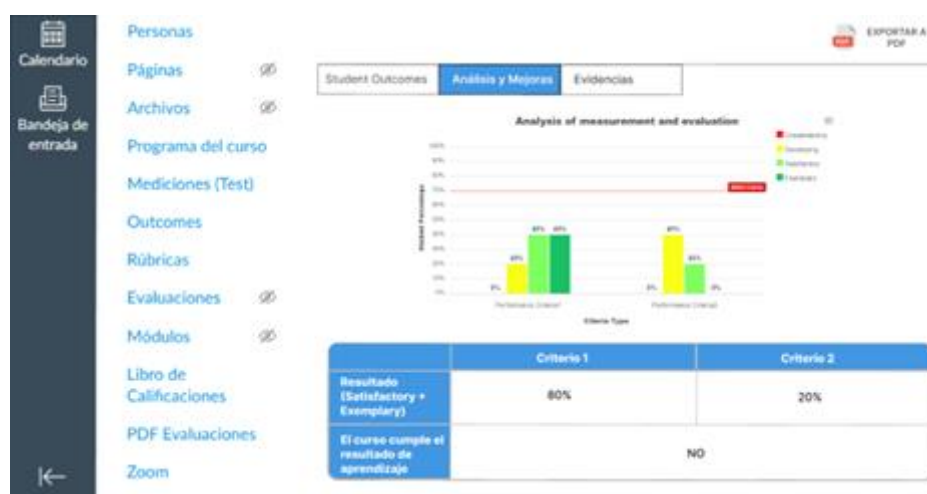 Calendario
Bandeja de
entrada
Personas
Páginas
Archivos
Programa del curso
Mediciones (Test)
Outcomes
Rúbricas
Evaluaciones
Módulos
Libro de
Calificaciones
PDF Evaluaciones
Zoom
EXPORTAR A
PDF
Student Outcomes
Análisis y Mejoras
Evidencias
Analysis of measurement and evaluation
Student Percentage
Criteria Type
Criterio 1
Criterio 2
Resultado
(Satisfactory +
Exemplary)
80%
20%
El curso cumple el
resultado de
aprendizaje
NO